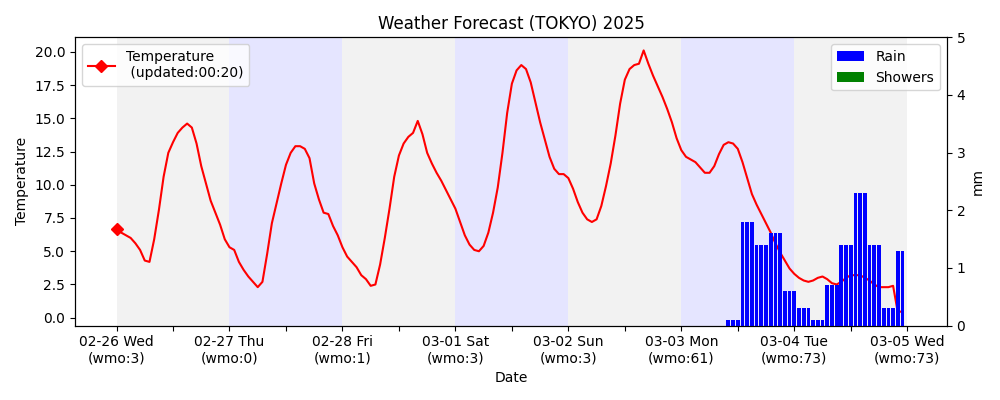 Weather Forecast (TOKYO) 2025
Temperature
(updated:00:20)
Rain
Showers
Temperature
20.0
17.5
15.0
12.5
10.0
7.5
5.0
2.5
0.0
5
4
3
2
1
0
mm
02-26 Wed
(wmo:3)
02-27 Thu
(wmo:0)
02-28 Fri
(wmo:1)
03-01 Sat
(wmo:3)
03-02 Sun
(wmo:3)
03-03 Mon
(wmo:61)
03-04 Tue
(wmo:73)
03-05 Wed
(wmo:73)
Date